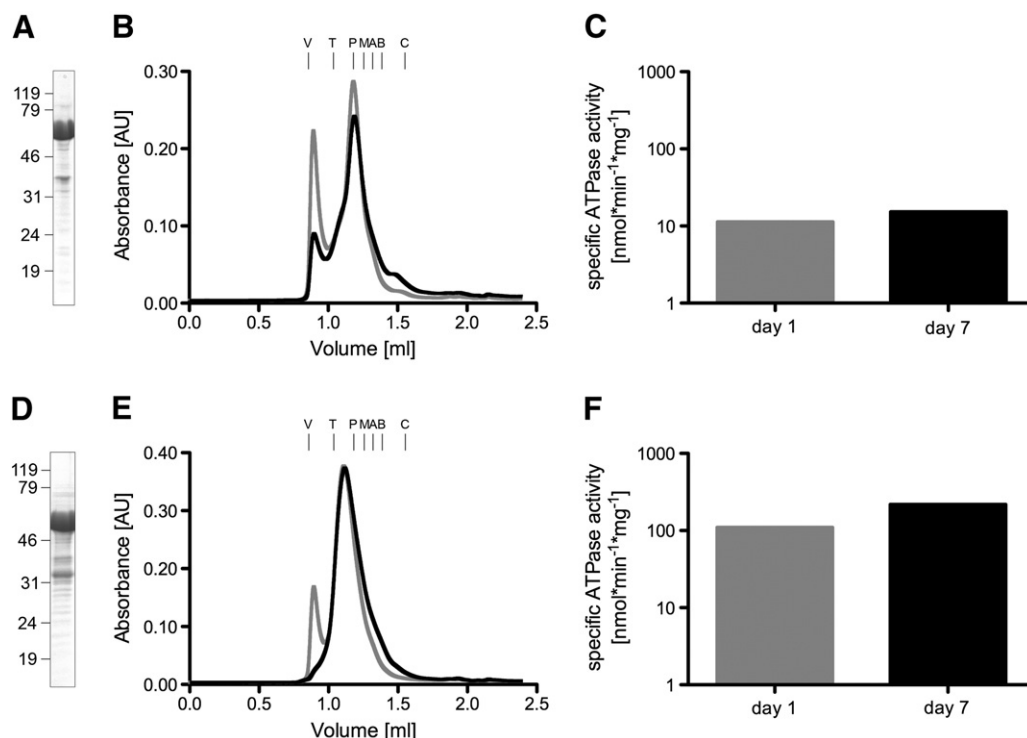 A
119
79
46
31
24
19
B
V T P M A B C
0.30
0.20
0.10
0.00
Absorbance [AU]
0.0 0.5 1.0 1.5 2.0 2.5
Volume [ml]
C
1000
100
10
1
specific ATPase activity
[nmol*min-1*mg-1]
day 1 day 7
D
119
79
46
31
24
19
E
V T P M A B C
0.40
0.30
0.20
0.10
0.00
Absorbance [AU]
0.0 0.5 1.0 1.5 2.0 2.5
Volume [ml]
F
1000
100
10
1
specific ATPase activity
[nmol*min-1*mg-1]
day 1 day 7